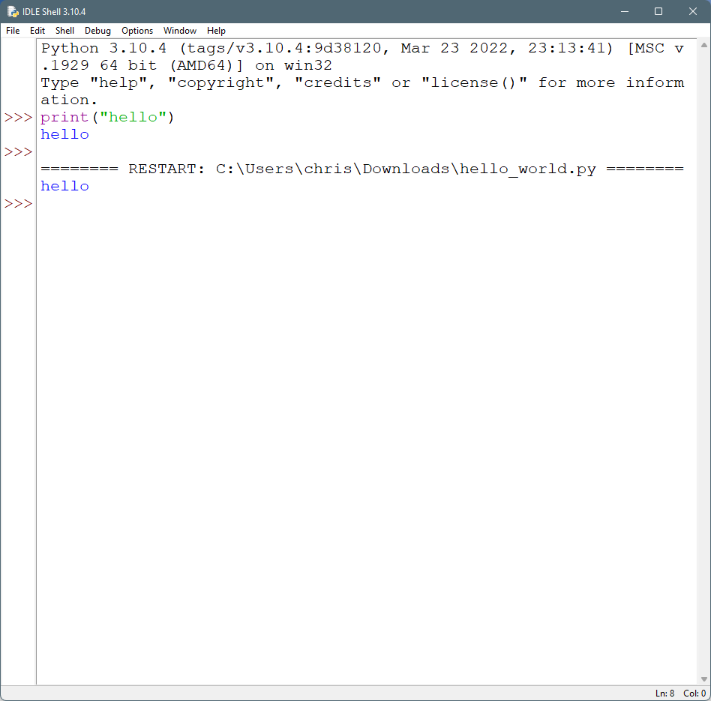 IDLE Shell 3.10.4
File Edit Shell Debug Options Window Help
Python 3.10.4 (tags/v3.10.4:9d38120, Mar 23 2022, 23:13:41) [MSC v
.1929 64 bit (AMD64)] on win32
Type "help", "copyright", "credits" or "license()" for more inform
ation.
>>> print("hello")
hello
>>>
======== RESTART: C:\Users\chris\Downloads\hello_world.py ========
hello
>>>
Ln: 8 Col: 0